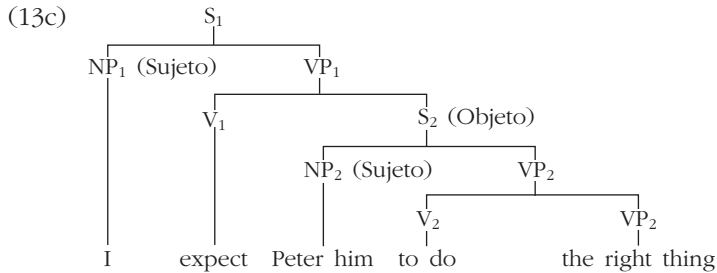 (13c) S₁
NP₁ (Sujeto) VP₁
V₁ S₂ (Objeto)
NP₂ (Sujeto) VP₂
V₂ VP₂
I expect Peter him to do the right thing